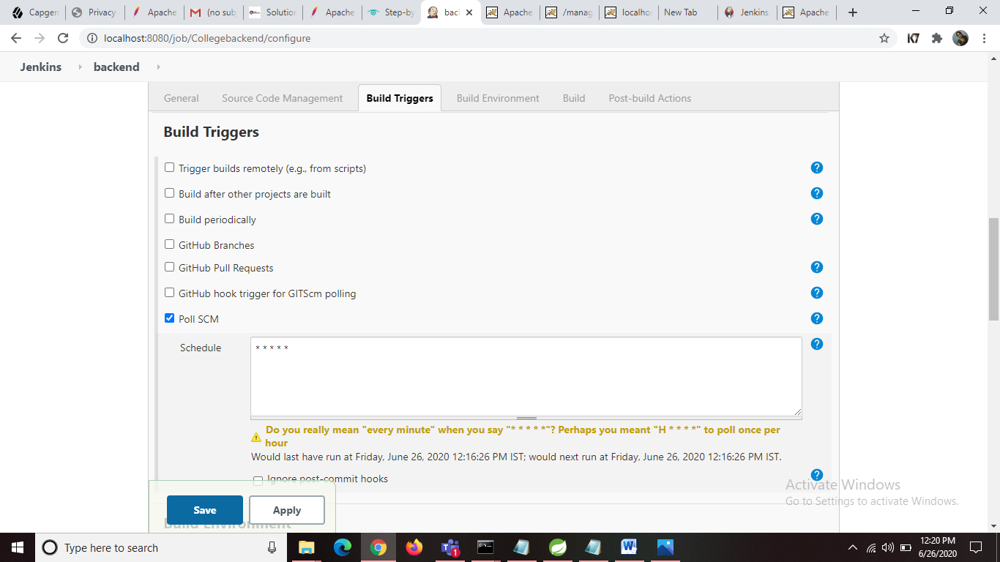 Capgen
Privacy
Apache
(no sub
Solution
Apache
Step-by
bac
Apache
/manag
localhos
New Tab
Jenkins
Apache
localhost:8080/job/Collegebackend/configure
Jenkins
backend
General
Source Code Management
Build Triggers
Build Environment
Build
Post-build Actions
Build Triggers
Trigger builds remotely (e.g., from scripts)
Build after other projects are built
Build periodically
GitHub Branches
GitHub Pull Requests
GitHub hook trigger for GITScm polling
Poll SCM
Schedule
* * * * *
Do you really mean "every minute" when you say "* * * * *"? Perhaps you meant "H * * * *" to poll once per
hour
Would last have run at Friday, June 26, 2020 12:16:26 PM IST; would next run at Friday, June 26, 2020 12:16:26 PM IST.
Ignore post-commit hooks
Activate Windows
Go to Settings to activate Windows.
Save
Apply
Build Environment
Type here to search
12:20 PM
6/26/2020